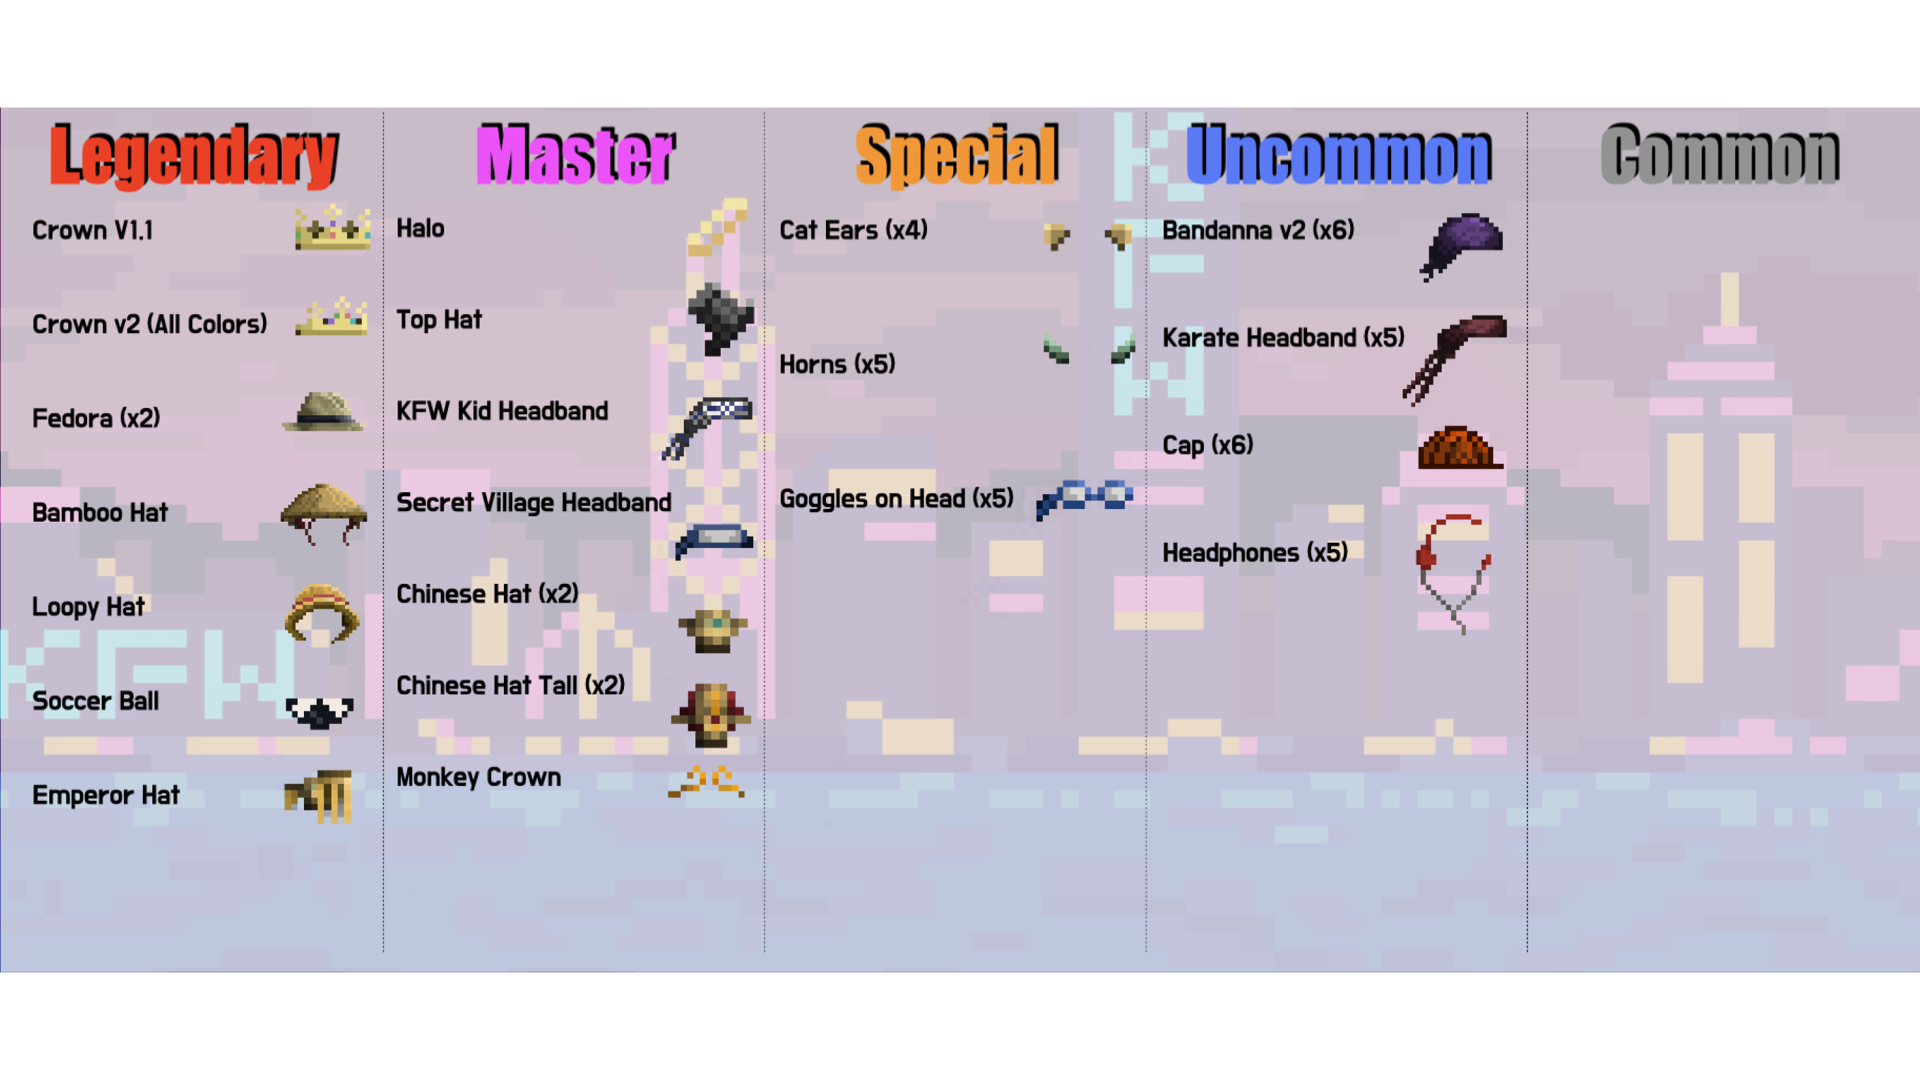 Legendary
Crown V1.1
Crown v2 (All Colors)
Fedora (x2)
Bamboo Hat
Loopy Hat
Soccer Ball
Emperor Hat
Master
Halo
Top Hat
KFW Kid Headband
Secret Village Headband
Chinese Hat (x2)
Chinese Hat Tall (x2)
Monkey Crown
Special
Cat Ears (x4)
Horns (x5)
Goggles on Head (x5)
Uncommon
Bandanna v2 (x6)
Karate Headband (x5)
Cap (x6)
Headphones (x5)
Common
KFW
KFW